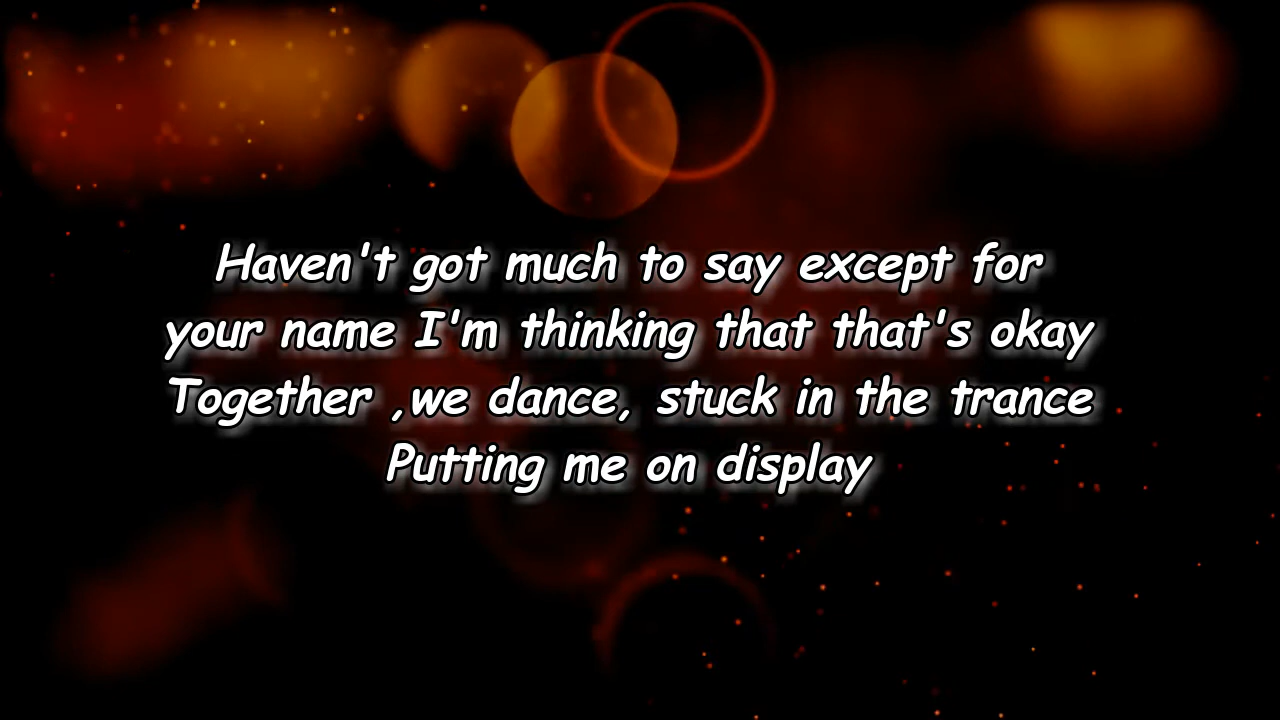 Haven't got much to say except for
your name I'm thinking that that's okay
Together ,we dance, stuck in the trance
Putting me on display